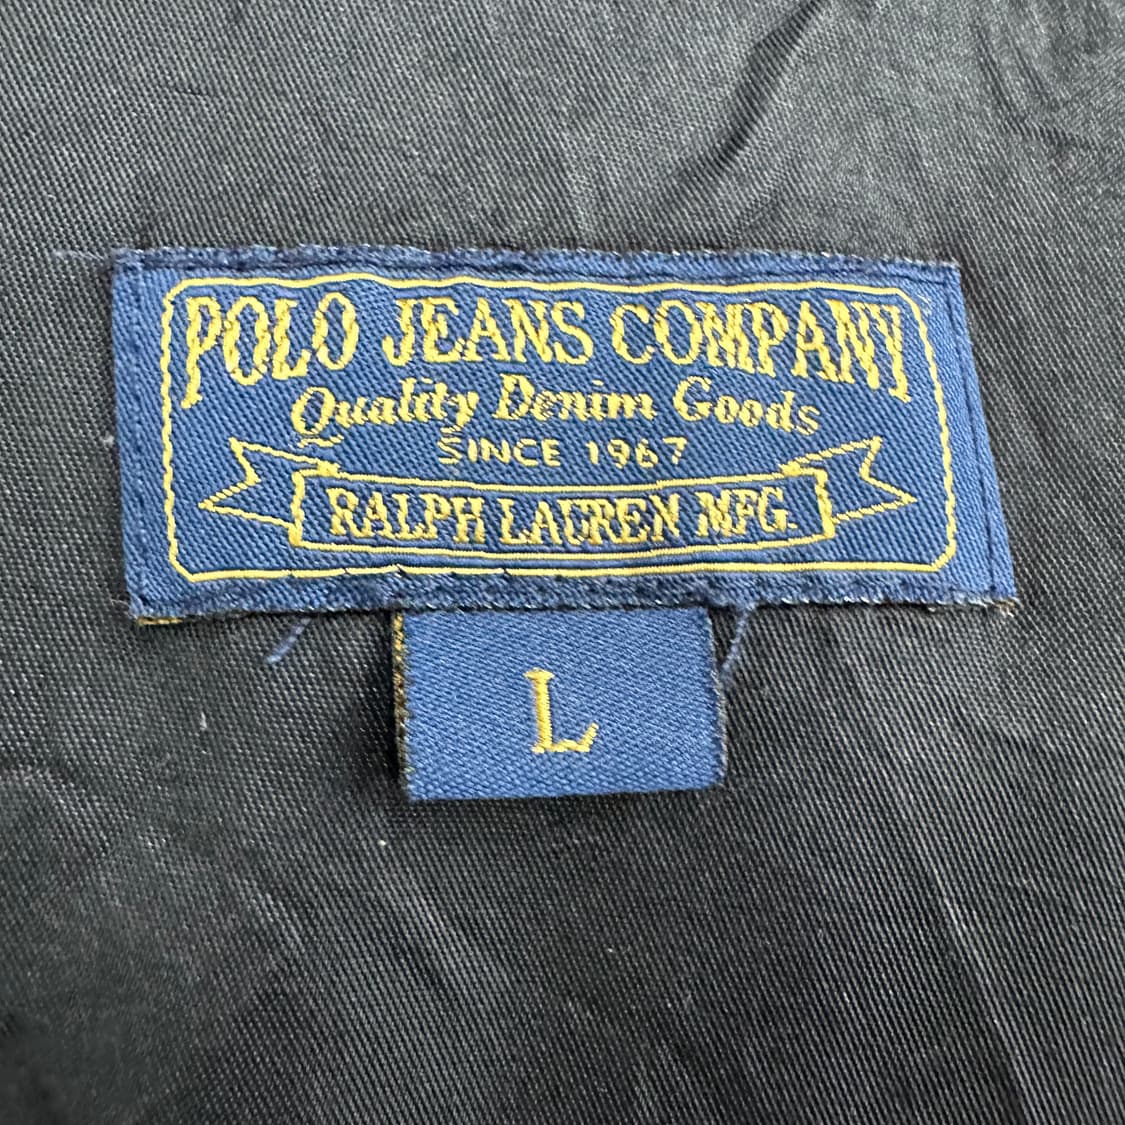 POLO JEANS COMPANY
Quality Denim Goods
SINCE 1967
RALPH LAUREN MFG.
L